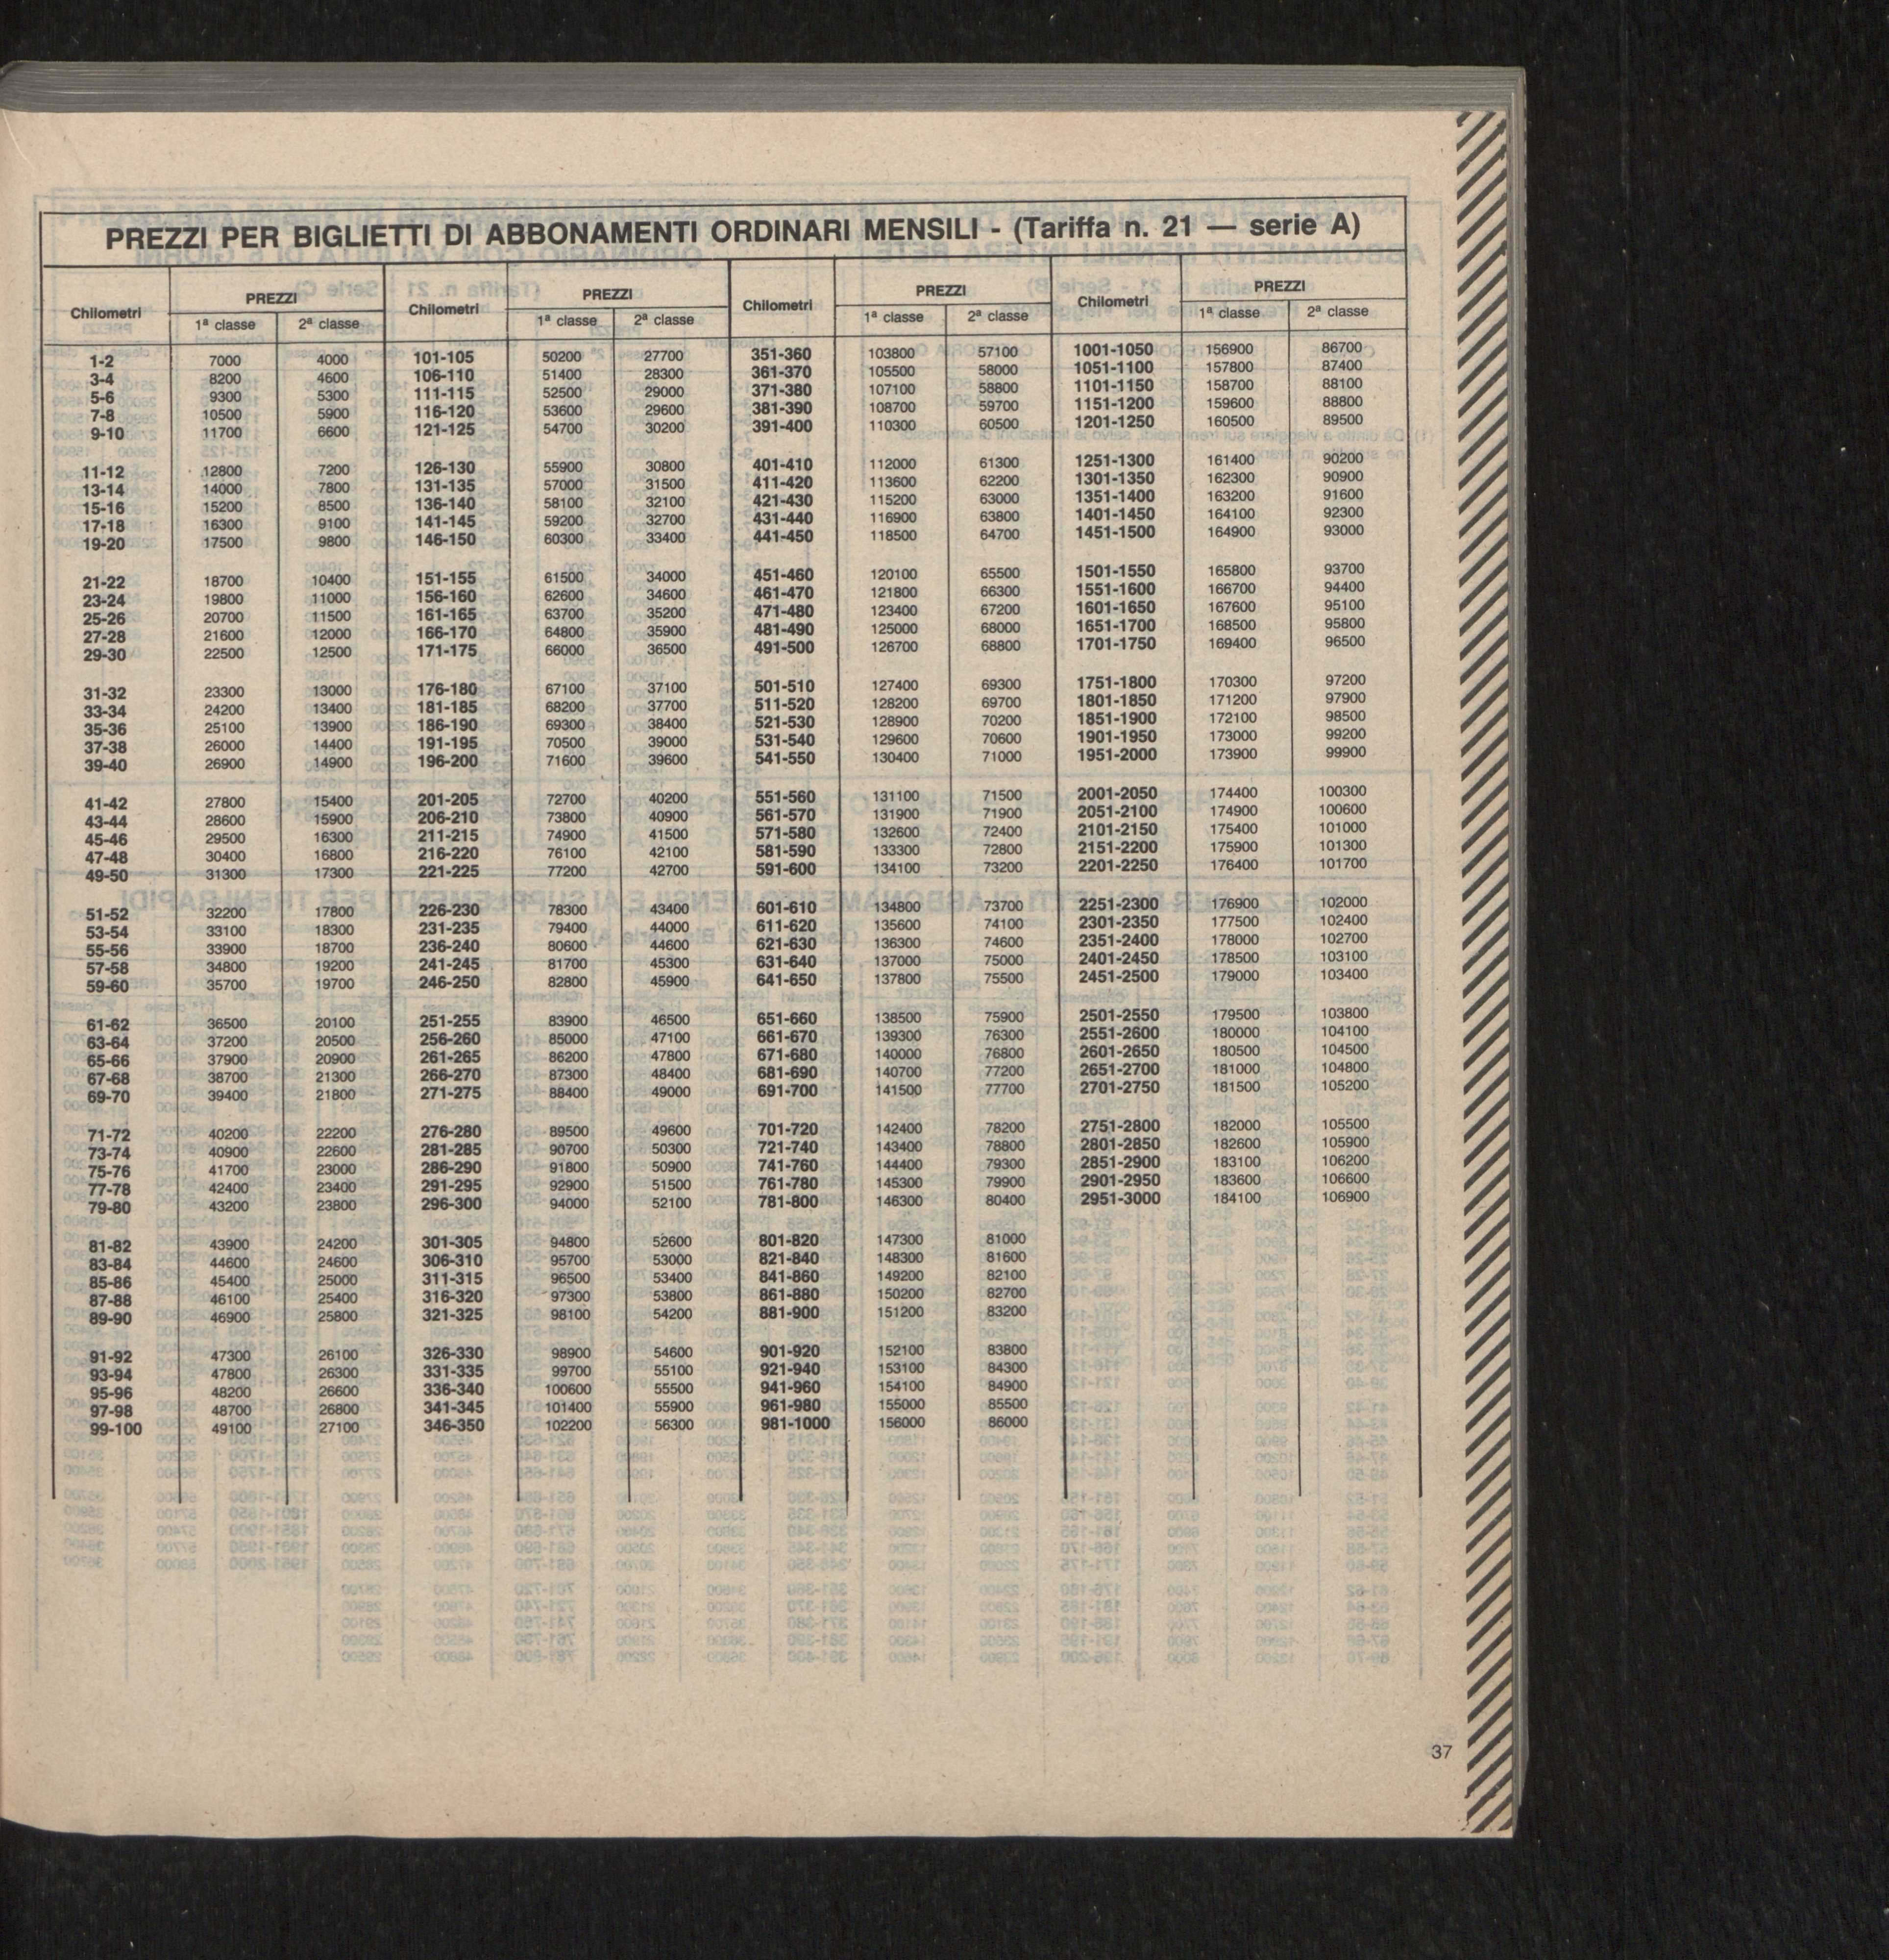 PREZZI PER BIGLIETTI DI ABBONAMENTI ORDINARI MENSILI - (Tariffa n. 21 — serie A)
Chilometri PREZZI Chilometri PREZZI Chilometri PREZZI Chilometri PREZZI
1ª classe 2ª classe 1ª classe 2ª classe 1ª classe 2ª classe 1ª classe 2ª classe
1-2 7000 4000 101-105 50200 27700 351-360 103800 57100 1001-1050 156900 86700
3-4 8200 4600 106-110 51400 28300 361-370 105500 58000 1051-1100 157800 87400
5-6 9300 5300 111-115 52500 29000 371-380 107100 58800 1101-1150 158700 88100
7-8 10500 5900 116-120 53600 29600 381-390 108700 59700 1151-1200 159600 88800
9-10 11700 6600 121-125 54700 30200 391-400 110300 60500 1201-1250 160500 89500
11-12 12800 7200 126-130 55900 30800 401-410 112000 61300 1251-1300 161400 90200
13-14 14000 7800 131-135 57000 31500 411-420 113600 62200 1301-1350 162300 90900
15-16 15200 8500 136-140 58100 32100 421-430 115200 63000 1351-1400 163200 91600
17-18 16300 9100 141-145 59200 32700 431-440 116900 63800 1401-1450 164100 92300
19-20 17500 9800 146-150 60300 33400 441-450 118500 64700 1451-1500 164900 93000
21-22 18700 10400 151-155 61500 34000 451-460 120100 65500 1501-1550 165800 93700
23-24 19800 11000 156-160 62600 34600 461-470 121800 66300 1551-1600 166700 94400
25-26 20700 11500 161-165 63700 35200 471-480 123400 67200 1601-1650 167600 95100
27-28 21600 12000 166-170 64800 35900 481-490 125000 68000 1651-1700 168500 95800
29-30 22500 12500 171-175 66000 36500 491-500 126700 68800 1701-1750 169400 96500
31-32 23300 13000 176-180 67100 37100 501-510 127400 69300 1751-1800 170300 97200
33-34 24200 13400 181-185 68200 37700 511-520 128200 69700 1801-1850 171200 97900
35-36 25100 13900 186-190 69300 38400 521-530 128900 70200 1851-1900 172100 98500
37-38 26000 14400 191-195 70500 39000 531-540 129600 70600 1901-1950 173000 99200
39-40 26900 14900 196-200 71600 39600 541-550 130400 71000 1951-2000 173900 99900
41-42 27800 15400 201-205 72700 40200 551-560 131100 71500 2001-2050 174400 100300
43-44 28600 15900 206-210 73800 40900 561-570 131900 71900 2051-2100 174900 100600
45-46 29500 16300 211-215 74900 41500 571-580 132600 72400 2101-2150 175400 101000
47-48 30400 16800 216-220 76100 42100 581-590 133300 72800 2151-2200 175900 101300
49-50 31300 17300 221-225 77200 42700 591-600 134100 73200 2201-2250 176400 101700
51-52 32200 17800 226-230 78300 43400 601-610 134800 73700 2251-2300 176900 102000
53-54 33100 18300 231-235 79400 44000 611-620 135600 74100 2301-2350 177500 102400
55-56 33900 18700 236-240 80600 44600 621-630 136300 74600 2351-2400 178000 102700
57-58 34800 19200 241-245 81700 45300 631-640 137000 75000 2401-2450 178500 103100
59-60 35700 19700 246-250 82800 45900 641-650 137800 75500 2451-2500 179000 103400
61-62 36500 20100 251-255 83900 46500 651-660 138500 75900 2501-2550 179500 103800
63-64 37200 20500 256-260 85000 47100 661-670 139300 76300 2551-2600 180000 104100
65-66 37900 20900 261-265 86200 47800 671-680 140000 76800 2601-2650 180500 104500
67-68 38700 21300 266-270 87300 48400 681-690 140700 77200 2651-2700 181000 104800
69-70 39400 21800 271-275 88400 49000 691-700 141500 77700 2701-2750 181500 105200
71-72 40200 22200 276-280 89500 49600 701-720 142400 78200 2751-2800 182000 105500
73-74 40900 22600 281-285 90700 50300 721-740 143400 78800 2801-2850 182600 105900
75-76 41700 23000 286-290 91800 50900 741-760 144400 79300 2851-2900 183100 106200
77-78 42400 23400 291-295 92900 51500 761-780 145300 79900 2901-2950 183600 106600
79-80 43200 23800 296-300 94000 52100 781-800 146300 80400 2951-3000 184100 106900
81-82 43900 24200 301-305 94800 52600 801-820 147300 81000
83-84 44600 24600 306-310 95700 53000 821-840 148300 81600
85-86 45400 25000 311-315 96500 53400 841-860 149200 82100
87-88 46100 25400 316-320 97300 53800 861-880 150200 82700
89-90 46900 25800 321-325 98100 54200 881-900 151200 83200
91-92 47300 26100 326-330 98900 54600 901-920 152100 83800
93-94 47800 26300 331-335 99700 55100 921-940 153100 84300
95-96 48200 26600 336-340 100600 55500 941-960 154100 84900
97-98 48700 26800 341-345 101400 55900 961-980 155000 85500
99-100 49100 27100 346-350 102200 56300 981-1000 156000 86000
37